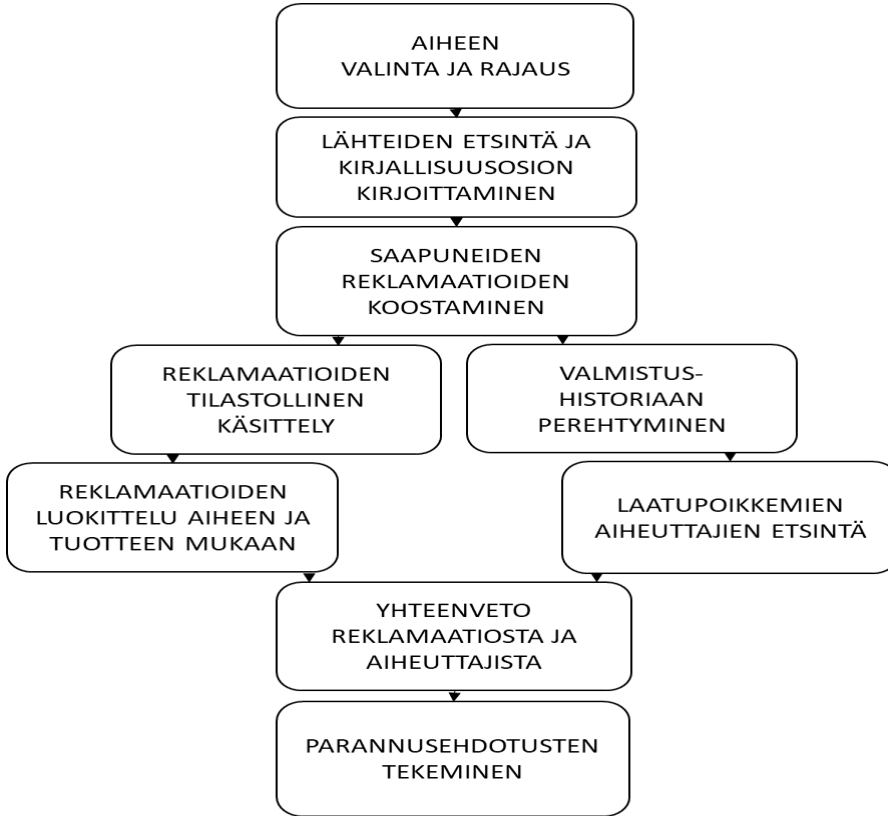 AIHEEN
VALINTA JA RAJAUS
LÄHTEIDEN ETSINTÄ JA
KIRJALLISUUSOSION
KIRJOITTAMINEN
SAAPUNEIDEN
REKLAMAATIOIDEN
KOOSTAMINEN
REKLAMAATIOIDEN
TILASTOLLINEN
KÄSITTELY
VALMISTUS-
HISTORIAAN
PEREHTYMINEN
REKLAMAATIOIDEN
LUOKITTELU AIHEEN JA
TUOTTEEN MUKAAN
LAATUPOIKKEMIEN
AIHEUTTAJIEN ETSINTÄ
YHTEENVETO
REKLAMAATIOSTA JA
AIHEUTTAJISTA
PARANNUSEHDOTUSTEN
TEKEMINEN